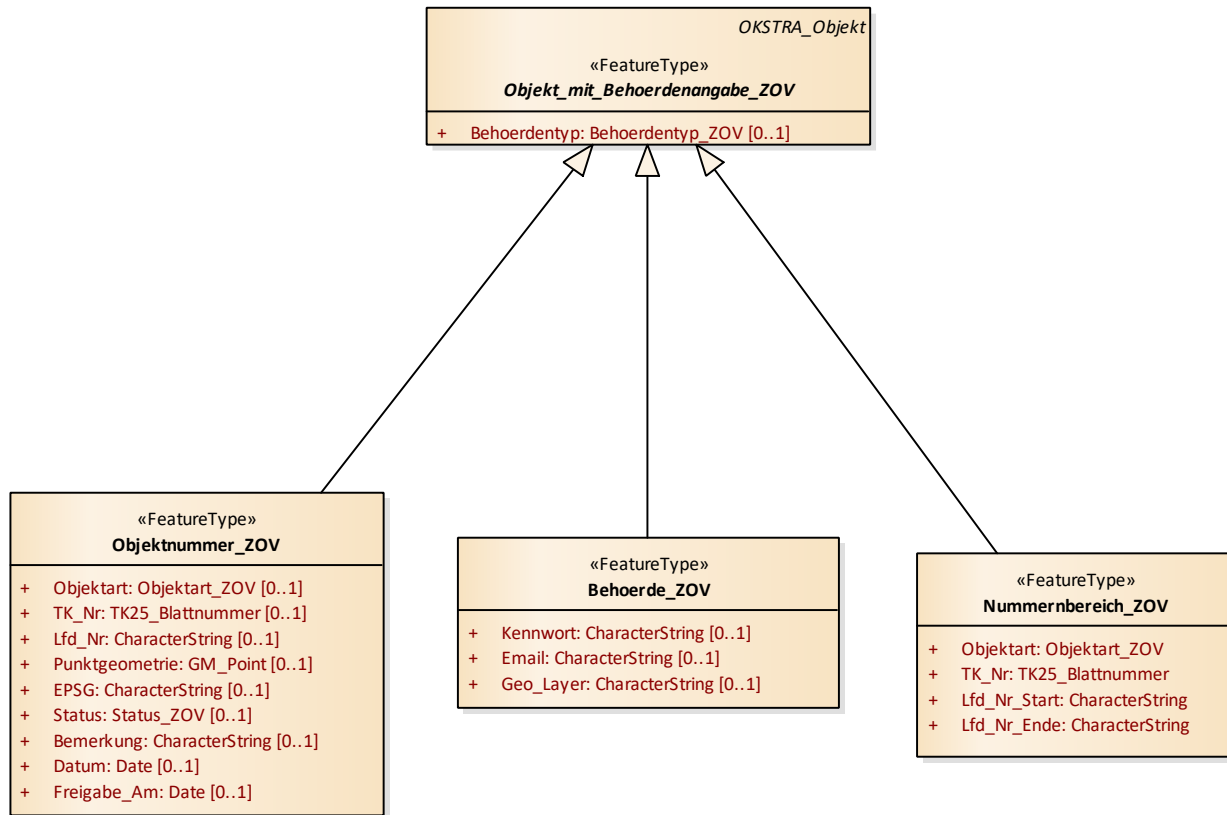 OKSTRA_Objekt
«FeatureType»
Objekt_mit_Behoerdenangabe_ZOV
+ Behoerdentyp: Behoerdentyp_ZOV [0..1]
«FeatureType»
Objektnummer_ZOV
+ Objektart: Objektart_ZOV [0..1]
+ TK_Nr: TK25_Blattnummer [0..1]
+ Lfd_Nr: CharacterString [0..1]
+ Punktgeometrie: GM_Point [0..1]
+ EPSG: CharacterString [0..1]
+ Status: Status_ZOV [0..1]
+ Bemerkung: CharacterString [0..1]
+ Datum: Date [0..1]
+ Freigabe_Am: Date [0..1]
«FeatureType»
Behoerde_ZOV
+ Kennwort: CharacterString [0..1]
+ Email: CharacterString [0..1]
+ Geo_Layer: CharacterString [0..1]
«FeatureType»
Nummernbereich_ZOV
+ Objektart: Objektart_ZOV
+ TK_Nr: TK25_Blattnummer
+ Lfd_Nr_Start: CharacterString
+ Lfd_Nr_Ende: CharacterString